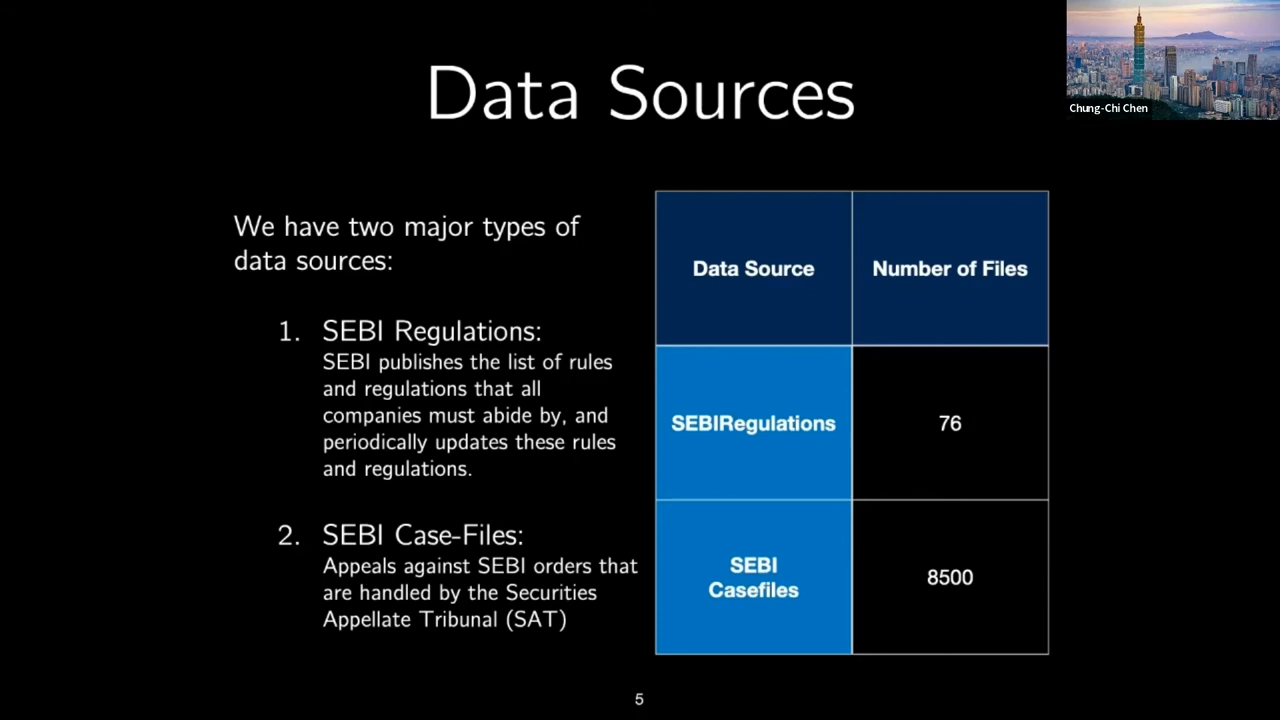 Data Sources
Chung-Chi Chen
We have two major types of
data sources:
1. SEBI Regulations:
SEBI publishes the list of rules
and regulations that all
companies must abide by, and
periodically updates these rules
and regulations.
2. SEBI Case-Files:
Appeals against SEBI orders that
are handled by the Securities
Appellate Tribunal (SAT)
Data Source Number of Files
SEBIRegulations 76
SEBI
Casefiles 8500
5